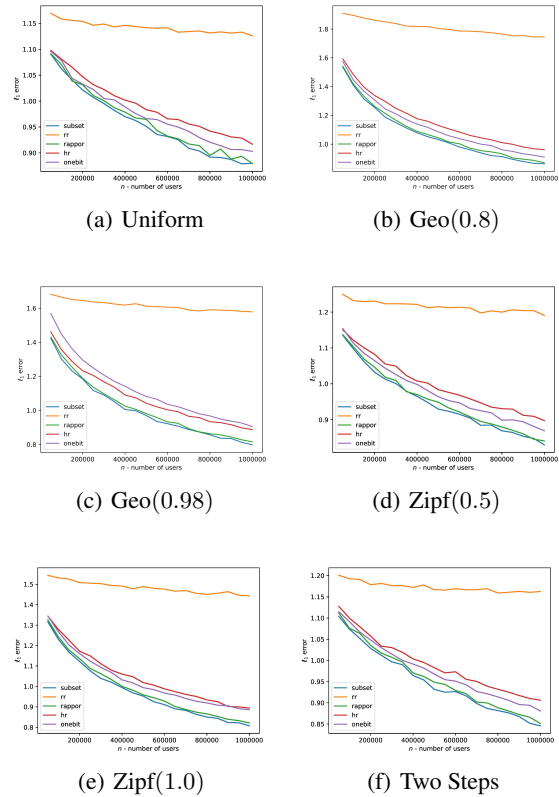 1.15
1.10
1.05
1.00
0.95
0.90
ℓ1 error
subset
rr
rappor
hr
onebit
200000 400000 600000 800000 1000000
n - number of users
(a) Uniform
1.8
1.6
1.4
1.2
1.0
ℓ1 error
subset
rr
rappor
hr
onebit
200000 400000 600000 800000 1000000
n - number of users
(b) Geo(0.8)
1.6
1.4
1.2
1.0
0.8
ℓ1 error
subset
rr
rappor
hr
onebit
200000 400000 600000 800000 1000000
n - number of users
(c) Geo(0.98)
1.2
1.1
1.0
0.9
ℓ1 error
subset
rr
rappor
hr
onebit
200000 400000 600000 800000 1000000
n - number of users
(d) Zipf(0.5)
1.5
1.4
1.3
1.2
1.1
1.0
0.9
0.8
ℓ1 error
subset
rr
rappor
hr
onebit
200000 400000 600000 800000 1000000
n - number of users
(e) Zipf(1.0)
1.20
1.15
1.10
1.05
1.00
0.95
0.90
0.85
ℓ1 error
subset
rr
rappor
hr
onebit
200000 400000 600000 800000 1000000
n - number of users
(f) Two Steps